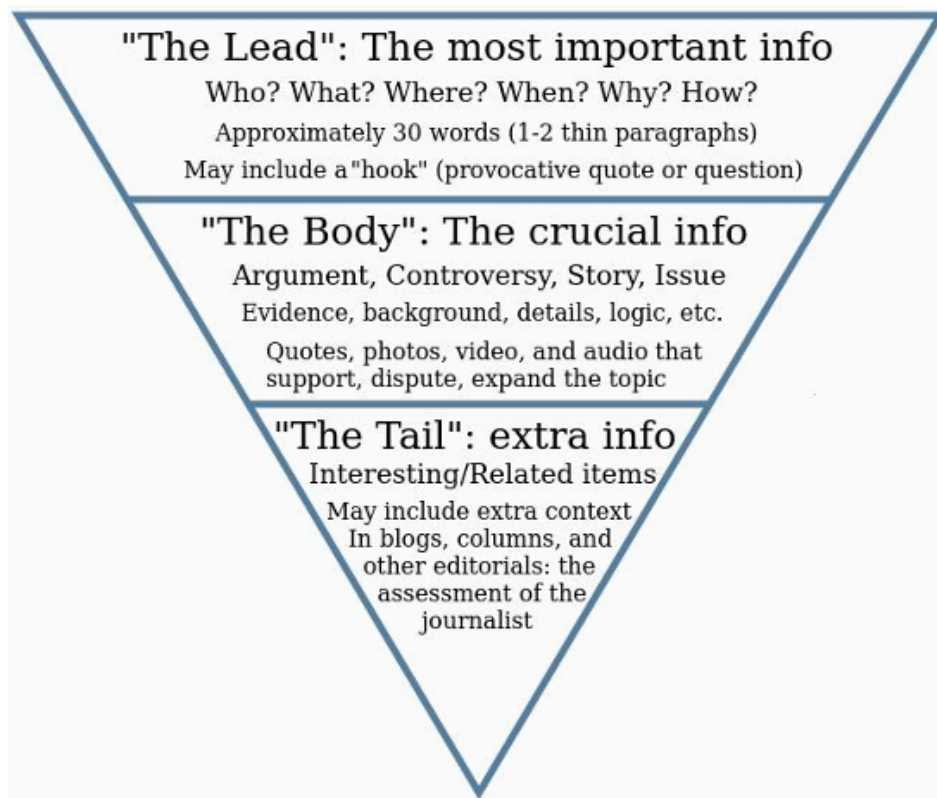 "The Lead": The most important info
Who? What? Where? When? Why? How?
Approximately 30 words (1-2 thin paragraphs)
May include a "hook" (provocative quote or question)
"The Body": The crucial info
Argument, Controversy, Story, Issue
Evidence, background, details, logic, etc.
Quotes, photos, video, and audio that
support, dispute, expand the topic
"The Tail": extra info
Interesting/Related items
May include extra context
In blogs, columns, and
other editorials: the
assessment of the
journalist